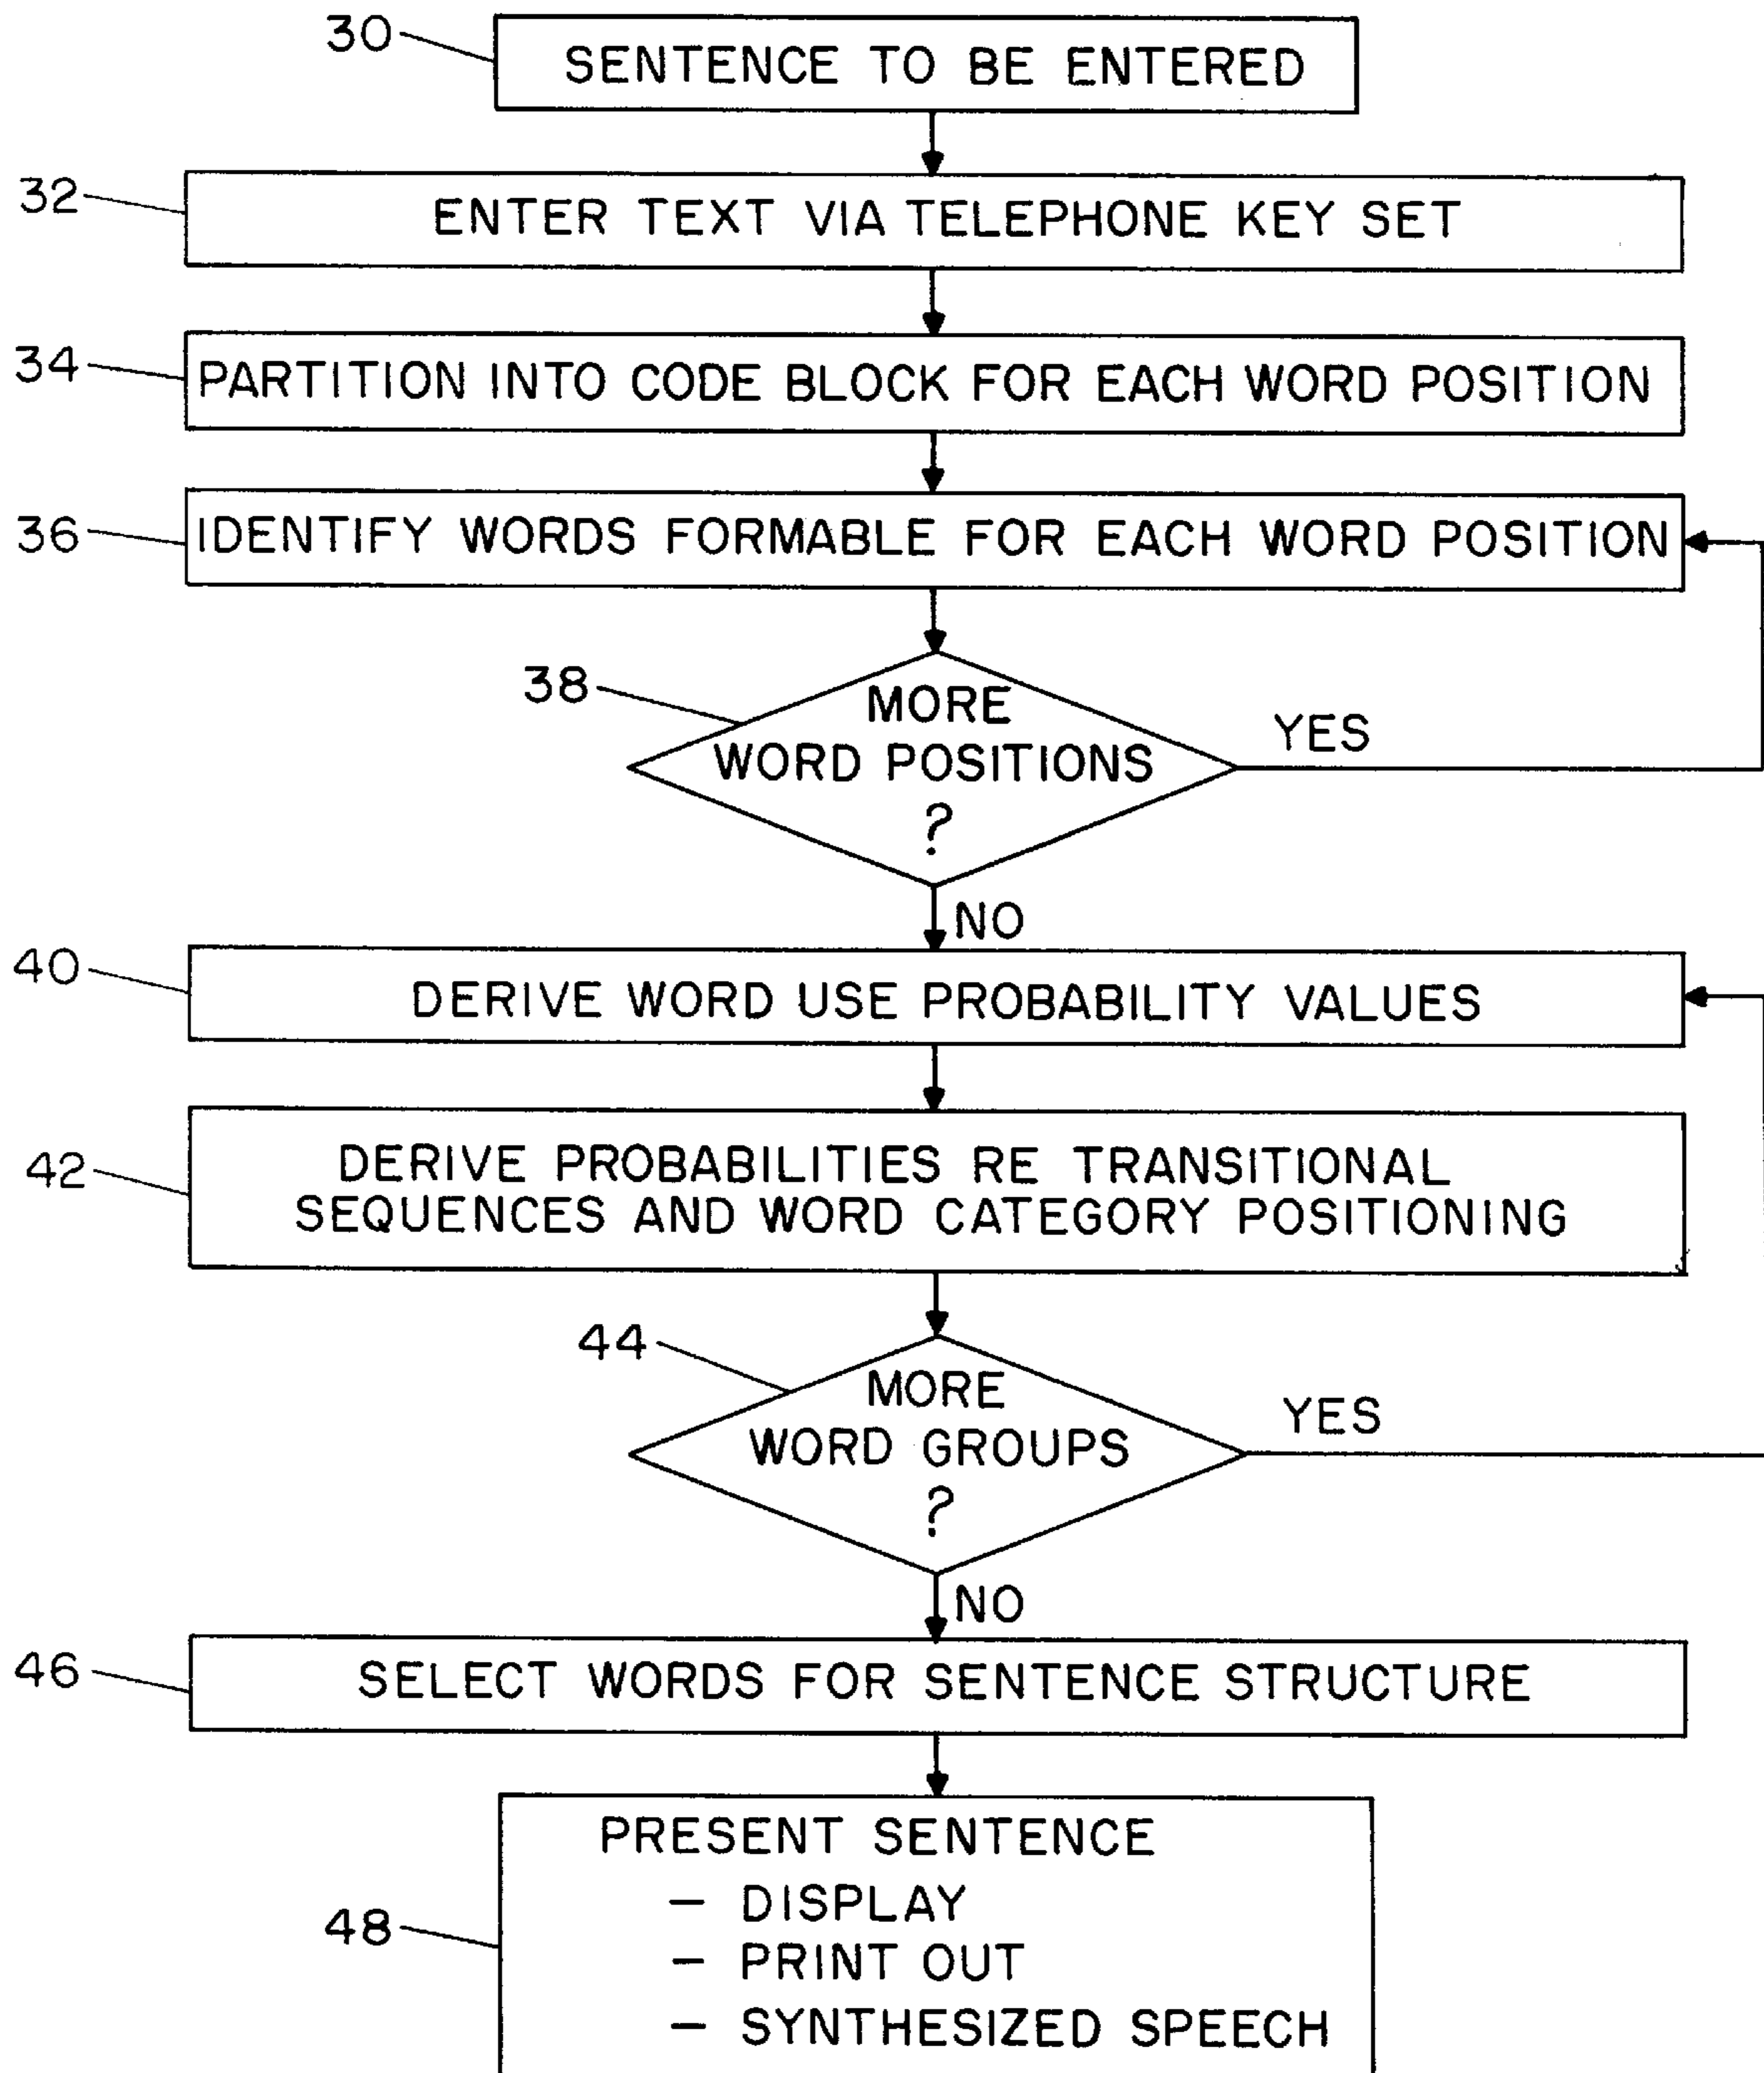 30
SENTENCE TO BE ENTERED
32
ENTER TEXT VIA TELEPHONE KEY SET
34
PARTITION INTO CODE BLOCK FOR EACH WORD POSITION
36
IDENTIFY WORDS FORMABLE FOR EACH WORD POSITION
38
MORE
WORD POSITIONS
?
YES
NO
40
DERIVE WORD USE PROBABILITY VALUES
42
DERIVE PROBABILITIES RE TRANSITIONAL
SEQUENCES AND WORD CATEGORY POSITIONING
44
MORE
WORD GROUPS
?
YES
NO
46
SELECT WORDS FOR SENTENCE STRUCTURE
48
PRESENT SENTENCE
– DISPLAY
– PRINT OUT
– SYNTHESIZED SPEECH